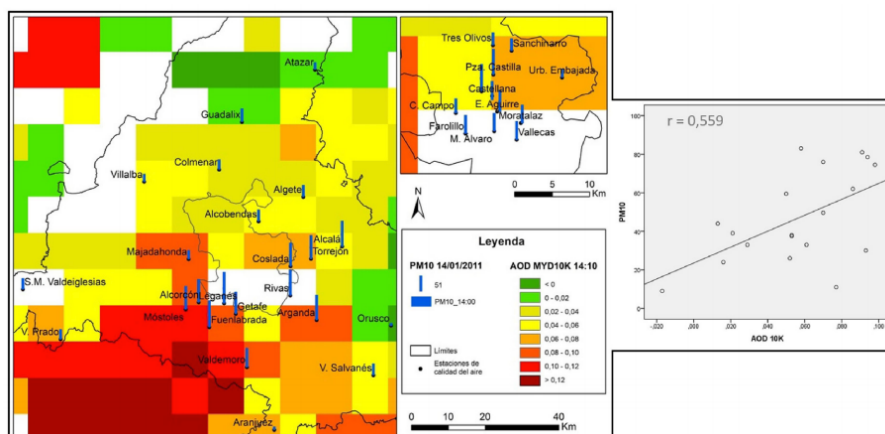 Atazar
Guadalix
Colmenar
Villalba
Algete
Alcobendas
Alcalá
Majadahonda
Torrejón
Coslada
S.M. Valdeiglesias
Rivas
Alcorcón
Leganés
Getafe
Móstoles
Fuenlabrada
Arganda
Orusco
V. Prado
Valdemoro
V. Salvanés
Aranjuez
Tres Olivos
Sanchinarro
Pza. Castilla
Urb. Embajada
Castellana
C. Campo
E. Aguirre
Moratalaz
Farolillo
M. Alvaro
Vallecas
N
0 5 10
Km
Leyenda
PM10 14/01/2011
51
PM10_14:00
Límites
Estaciones de
calidad del aire
AOD MYD10K 14:10
< 0
0 - 0,02
0,02 - 0,04
0,04 - 0,06
0,06 - 0,08
0,08 - 0,10
0,10 - 0,12
> 0,12
0 10 20 40
Km
r = 0,559
PM10
100
80
60
40
20
0
-,020 ,000 ,020 ,040 ,060 ,080 ,100
AOD 10K